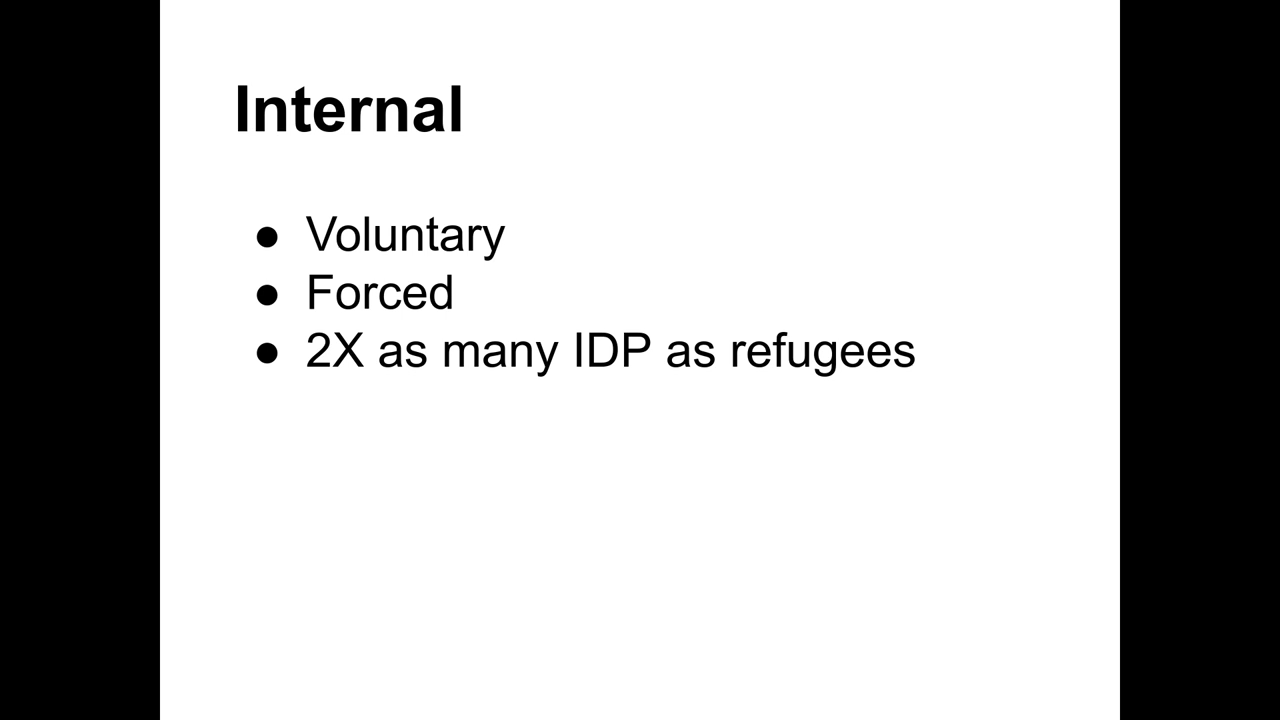 Internal
● Voluntary
● Forced
● 2X as many IDP as refugees